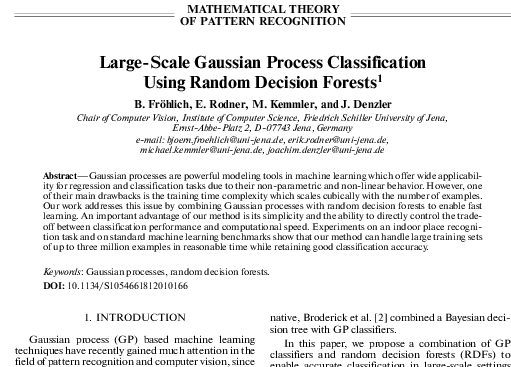 MATHEMATICAL THEORY
OF PATTERN RECOGNITION
Large-Scale Gaussian Process Classification
Using Random Decision Forests¹
B. Fröhlich, E. Rodner, M. Kemmler, and J. Denzler
Chair of Computer Vision, Institute of Computer Science, Friedrich Schiller University of Jena,
Ernst-Abbe-Platz 2, D-07743 Jena, Germany
e-mail: bjoern.froehlich@uni-jena.de, erik.rodner@uni-jena.de,
michael.kemmler@uni-jena.de, joachim.denzler@uni-jena.de
Abstract—Gaussian processes are powerful modeling tools in machine learning which offer wide applicabil-
ity for regression and classification tasks due to their non-parametric and non-linear behavior. However, one
of their main drawbacks is the training time complexity which scales cubically with the number of examples.
Our work addresses this issue by combining Gaussian processes with random decision forests to enable fast
learning. An important advantage of our method is its simplicity and the ability to directly control the trade-
off between classification performance and computational speed. Experiments on an indoor place recogni-
tion task and on standard machine learning benchmarks show that our method can handle large training sets
of up to three million examples in reasonable time while retaining good classification accuracy.
Keywords: Gaussian processes, random decision forests.
DOI: 10.1134/S1054661812010166
1. INTRODUCTION
Gaussian process (GP) based machine learning
techniques have recently gained much attention in the
field of pattern recognition and computer vision, since
native, Broderick et al. [2] combined a Bayesian deci-
sion tree with GP classifiers.
In this paper, we propose a combination of GP
classifiers and random decision forests (RDFs) to
enable accurate classification in large-scale settings